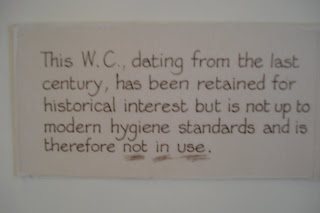 This W.C., dating from the last
century, has been retained for
historical interest but is not up to
modern hygiene standards and is
therefore not in use.